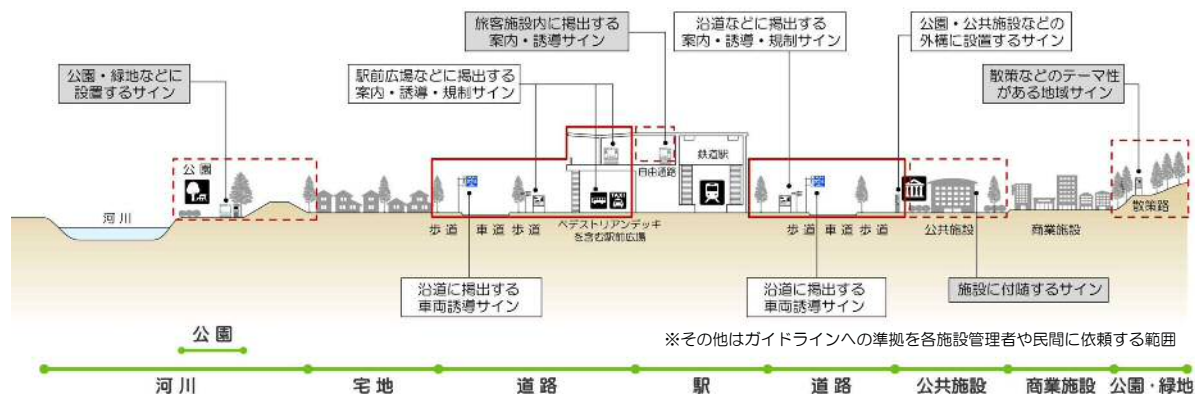 旅客施設内に掲出する
案内・誘導サイン
沿道などに掲出する
案内・誘導・規制サイン
公園・公共施設などの
外構に設置するサイン
公園・緑地などに
設置するサイン
駅前広場などに掲出する
案内・誘導・規制サイン
散策などのテーマ性
がある地域サイン
公園
鉄道駅
自由通路
TAXI
河川
散策路
歩道
車道
歩道
ペデストリアンデッキ
を含む駅前広場
歩道
車道
歩道
公共施設
商業施設
沿道に掲出する
車両誘導サイン
沿道に掲出する
車両誘導サイン
施設に付随するサイン
※その他はガイドラインへの準拠を各施設管理者や民間に依頼する範囲
公園
河川
宅地
道路
駅
道路
公共施設
商業施設
公園・緑地